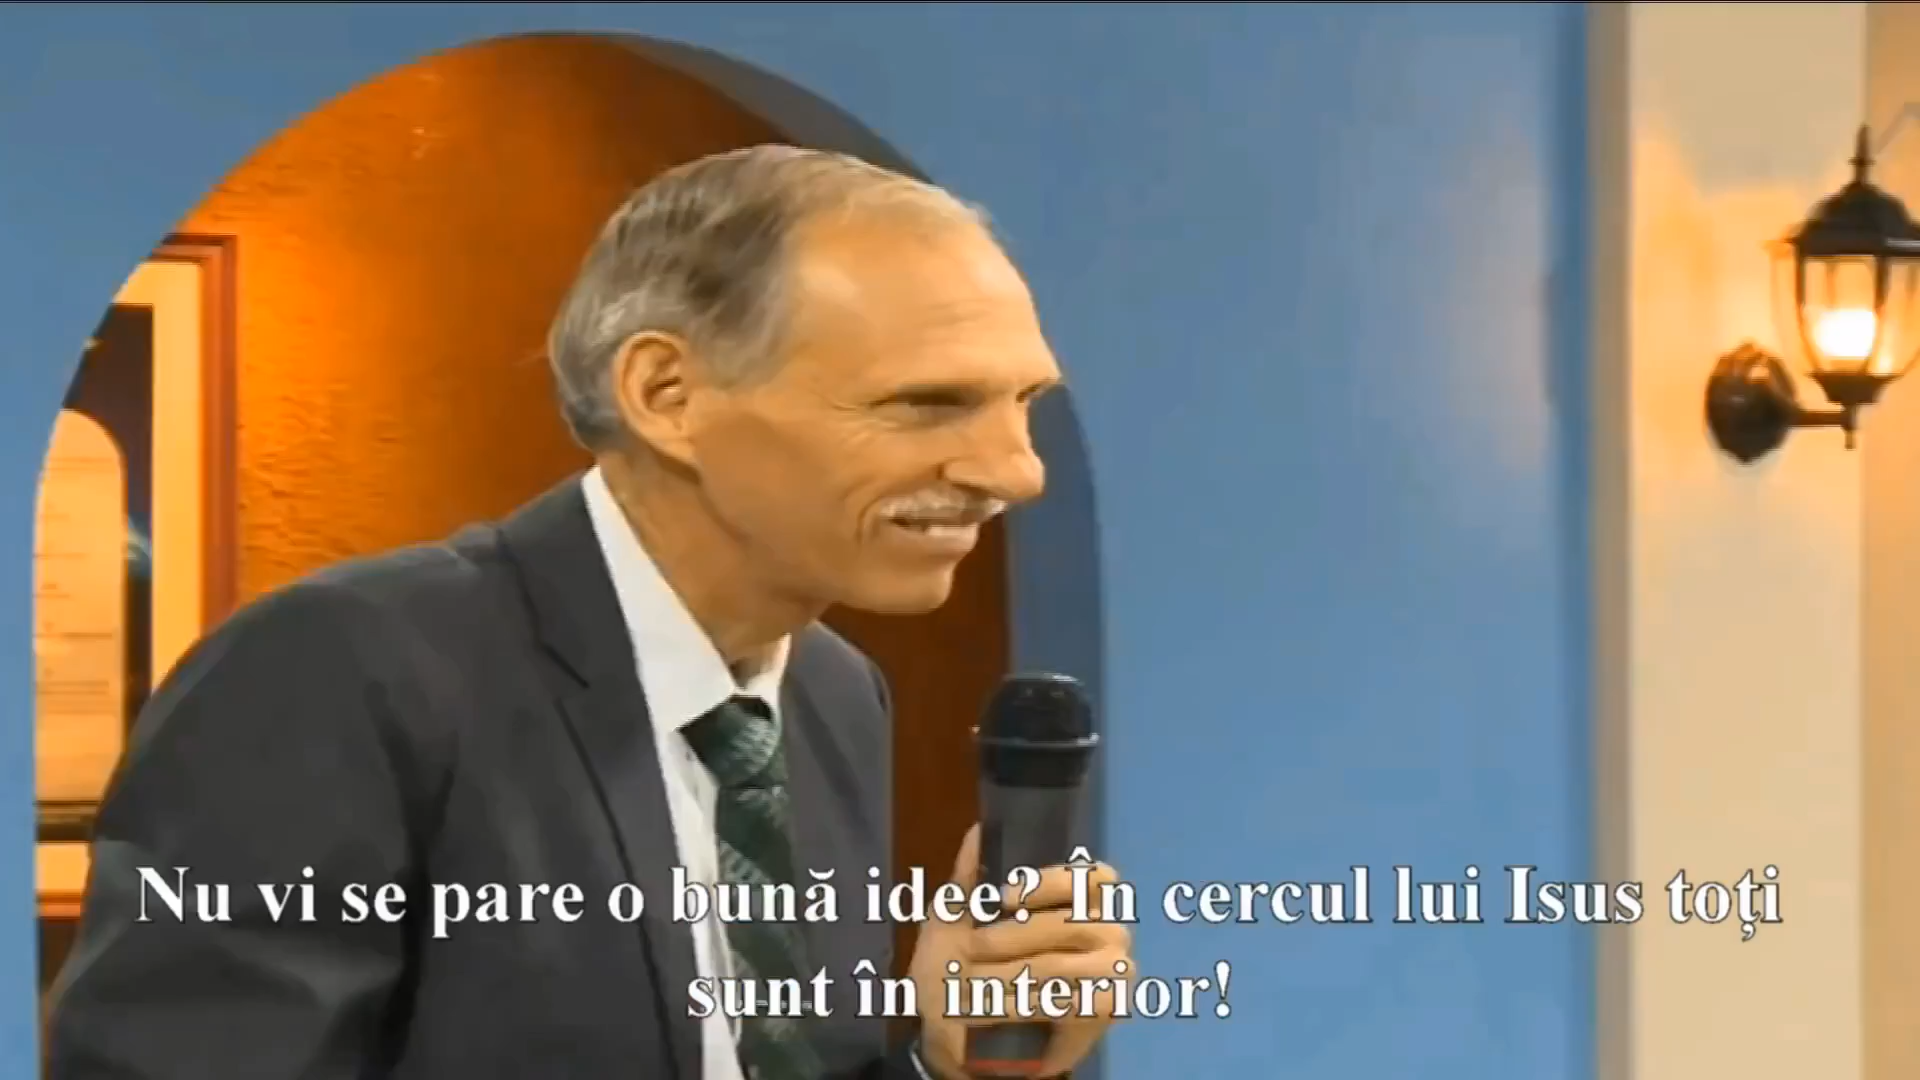 Nu vi se pare o bună idee? În cercul lui Isus toţi
sunt în interior!